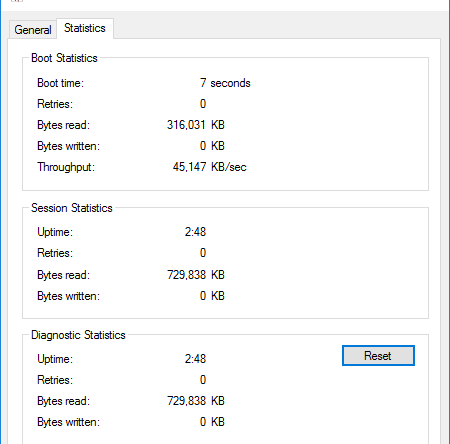 General Statistics
Boot Statistics
Boot time: 7 seconds
Retries: 0
Bytes read: 316,031 KB
Bytes written: 0 KB
Throughput: 45,147 KB/sec
Session Statistics
Uptime: 2:48
Retries: 0
Bytes read: 729,838 KB
Bytes written: 0 KB
Diagnostic Statistics
Reset
Uptime: 2:48
Retries: 0
Bytes read: 729,838 KB
Bytes written: 0 KB